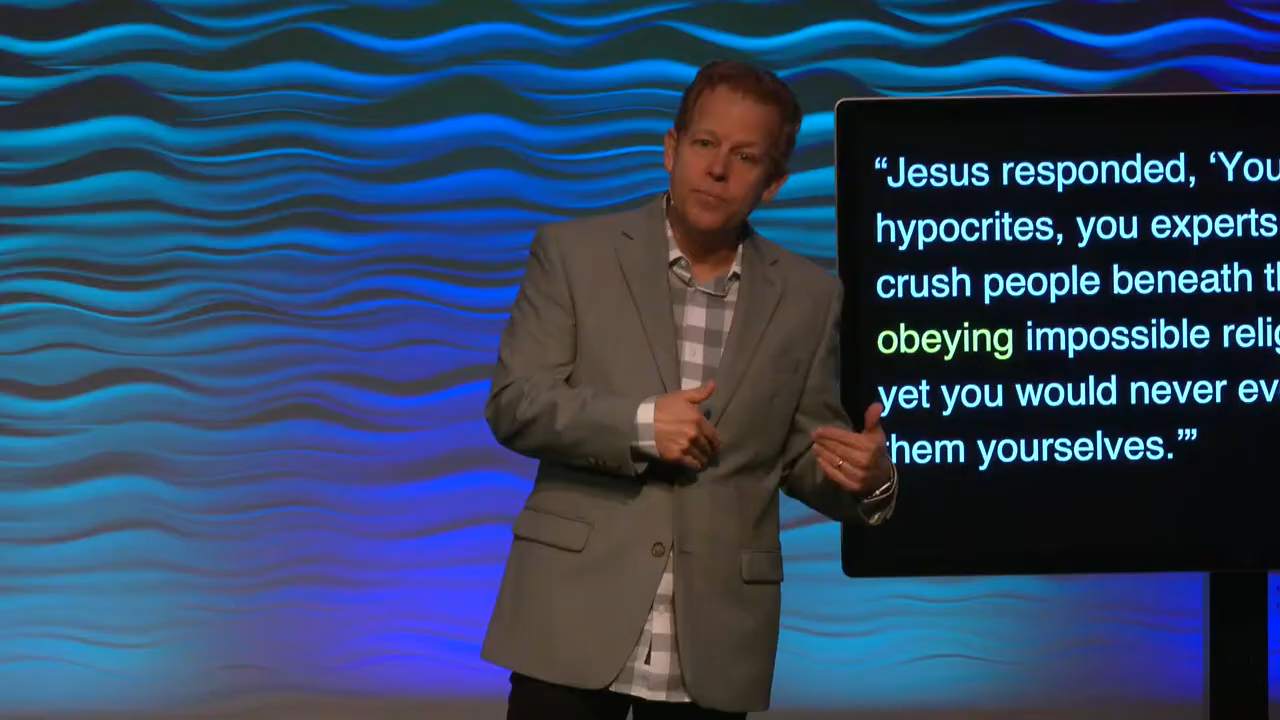 “Jesus responded, ‘You
hypocrites, you experts
crush people beneath
obeying impossible
yet you would never
them yourselves.’”